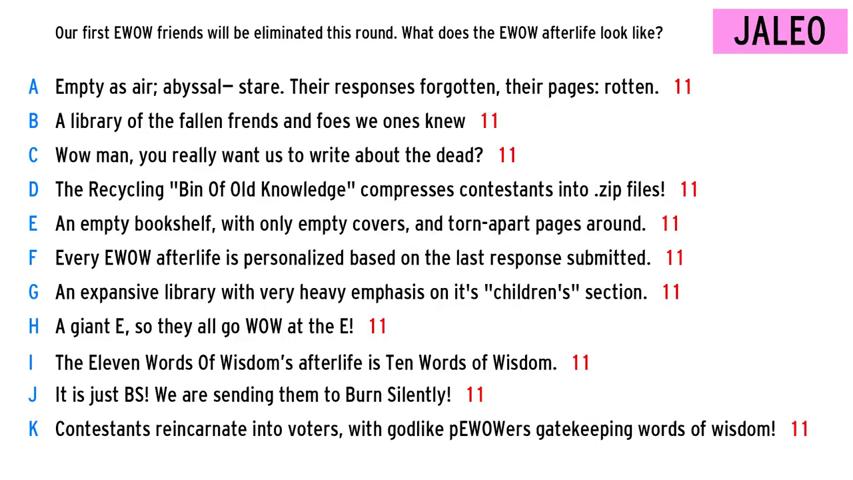 Our first EWOW friends will be eliminated this round. What does the EWOW afterlife look like?
JALEO
A Empty as air; abyssal– stare. Their responses forgotten, their pages: rotten. 11
B A library of the fallen frends and foes we ones knew 11
C Wow man, you really want us to write about the dead? 11
D The Recycling "Bin Of Old Knowledge" compresses contestants into .zip files! 11
E An empty bookshelf, with only empty covers, and torn-apart pages around. 11
F Every EWOW afterlife is personalized based on the last response submitted. 11
G An expansive library with very heavy emphasis on it's "children's" section. 11
H A giant E, so they all go WOW at the E! 11
I The Eleven Words Of Wisdom’s afterlife is Ten Words of Wisdom. 11
J It is just BS! We are sending them to Burn Silently! 11
K Contestants reincarnate into voters, with godlike pEWOWers gatekeeping words of wisdom! 11